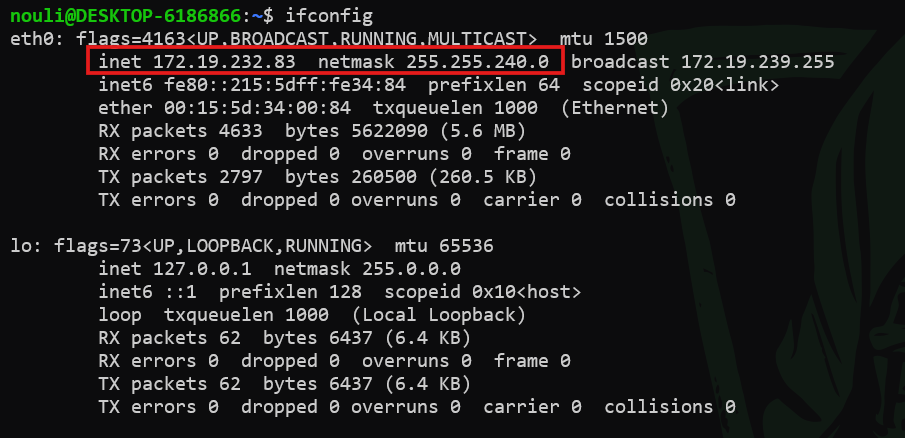 nouli@DESKTOP-6186866:~$ ifconfig
eth0: flags=4163<UP,BROADCAST,RUNNING,MULTICAST>  mtu 1500
        inet 172.19.232.83  netmask 255.255.240.0  broadcast 172.19.239.255
        inet6 fe80::215:5dff:fe34:84  prefixlen 64  scopeid 0x20<link>
        ether 00:15:5d:34:00:84  txqueuelen 1000  (Ethernet)
        RX packets 4633  bytes 5622090 (5.6 MB)
        RX errors 0  dropped 0  overruns 0  frame 0
        TX packets 2797  bytes 260500 (260.5 KB)
        TX errors 0  dropped 0 overruns 0  carrier 0  collisions 0

lo: flags=73<UP,LOOPBACK,RUNNING>  mtu 65536
        inet 127.0.0.1  netmask 255.0.0.0
        inet6 ::1  prefixlen 128  scopeid 0x10<host>
        loop  txqueuelen 1000  (Local Loopback)
        RX packets 62  bytes 6437 (6.4 KB)
        RX errors 0  dropped 0  overruns 0  frame 0
        TX packets 62  bytes 6437 (6.4 KB)
        TX errors 0  dropped 0 overruns 0  carrier 0  collisions 0